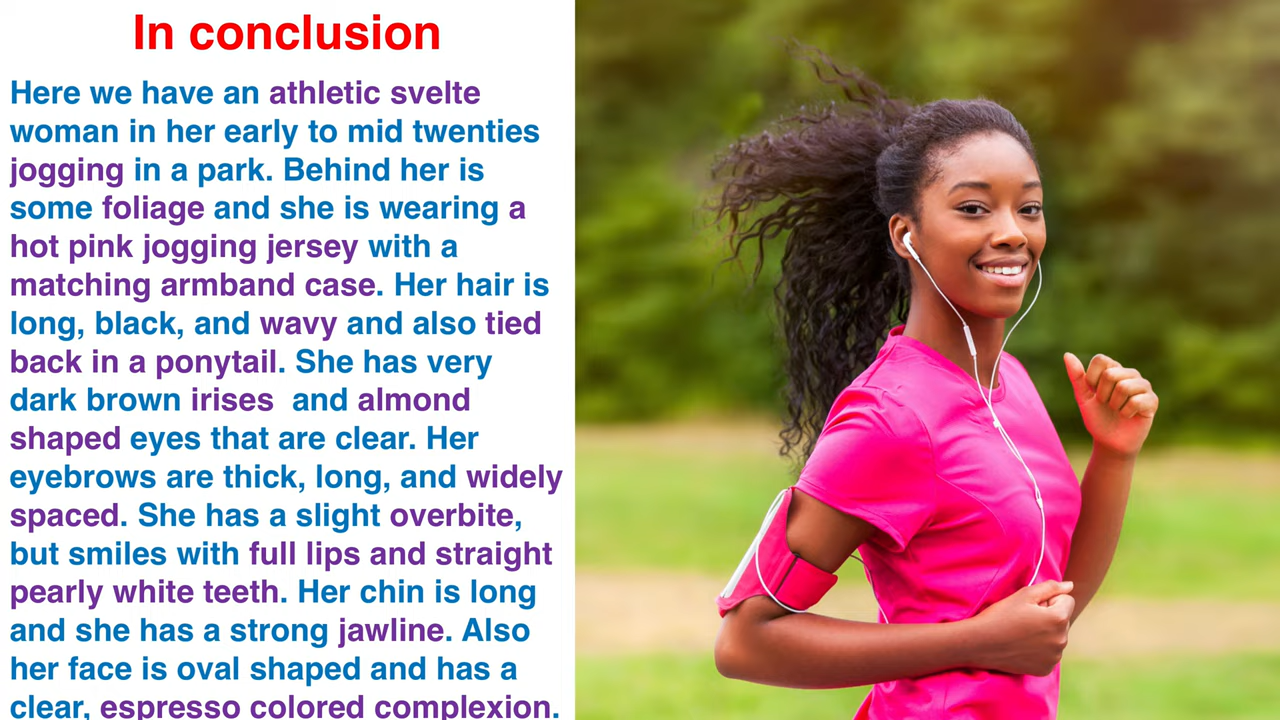 In conclusion
Here we have an athletic svelte
woman in her early to mid twenties
jogging in a park. Behind her is
some foliage and she is wearing a
hot pink jogging jersey with a
matching armband case. Her hair is
long, black, and wavy and also tied
back in a ponytail. She has very
dark brown irises  and almond
shaped eyes that are clear. Her
eyebrows are thick, long, and widely
spaced. She has a slight overbite,
but smiles with full lips and straight
pearly white teeth. Her chin is long
and she has a strong jawline. Also
her face is oval shaped and has a
clear, espresso colored complexion.